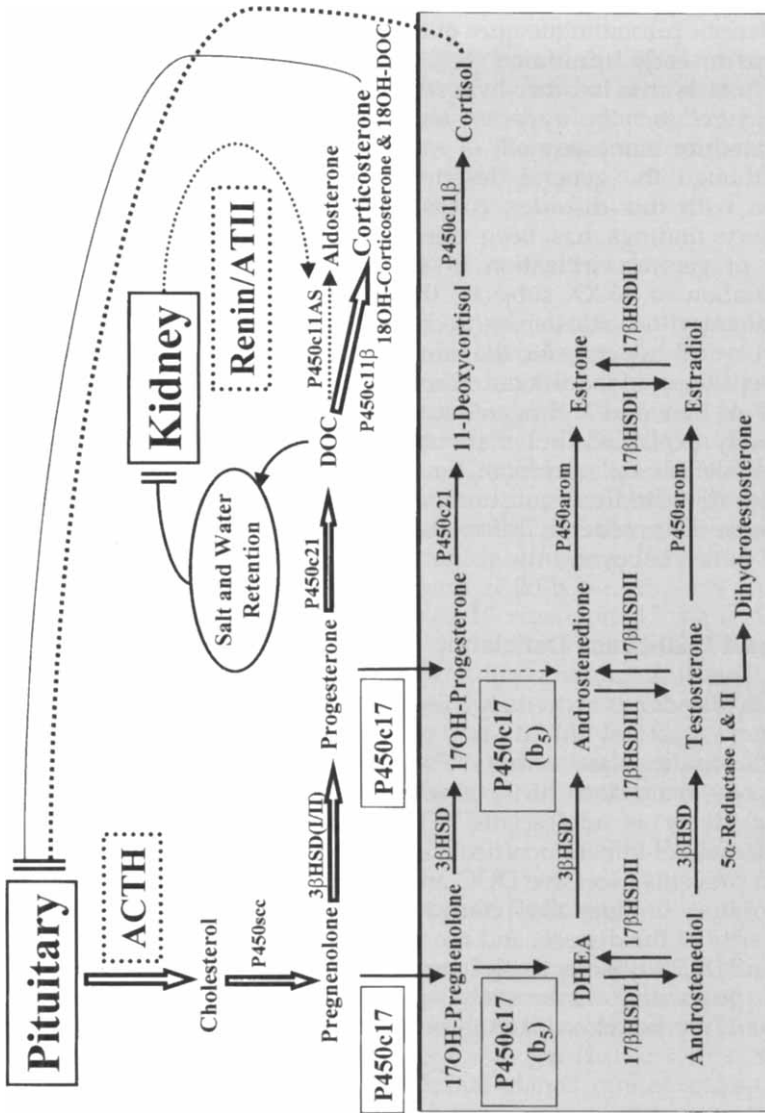 Pituitary
ACTH
Kidney
Renin/ATII
Cholesterol
P450scc
Salt and Water
Retention
3βHSD(I/II)
P450c21
P450c11AS
Pregnenolone
Progesterone
DOC
Aldosterone
P450c11β
Corticosterone
18OH-Corticosterone & 18OH-DOC
P450c17
P450c17
17OH-Pregnenolone
3βHSD
17OH-Progesterone
P450c21
11-Deoxycortisol
P450c11β
Cortisol
P450c17
(b5)
P450c17
(b5)
DHEA
3βHSD
Androstenedione
P450arom
Estrone
17βHSDI
17βHSDII
17βHSDIII
17βHSDII
17βHSDI
17βHSDII
Androstenediol
3βHSD
Testosterone
P450arom
Estradiol
5α-Reductase I & II
Dihydrotestosterone